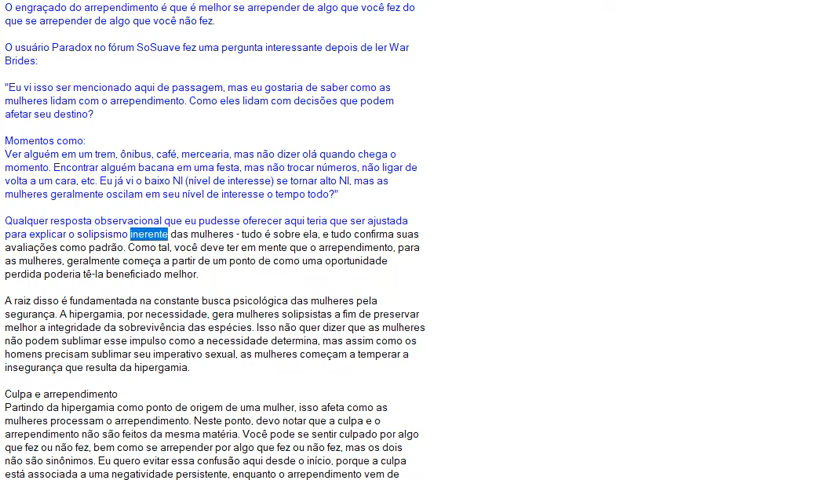 O engraçado do arrependimento é que é melhor se arrepender de algo que você fez do
que se arrepender de algo que você não fez.
O usuário Paradox no fórum SoSuave fez uma pergunta interessante depois de ler War
Brides:
"Eu vi isso ser mencionado aqui de passagem, mas eu gostaria de saber como as
mulheres lidam com o arrependimento. Como eles lidam com decisões que podem
afetar seu destino?
Momentos como:
Ver alguém em um trem, ônibus, café, mercearia, mas não dizer olá quando chega o
momento. Encontrar alguém bacana em uma festa, mas não trocar números, não ligar de
volta a um cara, etc. Eu já vi o baixo NI (nível de interesse) se tornar alto NI, mas as
mulheres geralmente oscilam em seu nível de interesse o tempo todo?"
Qualquer resposta observacional que eu pudesse oferecer aqui teria que ser ajustada
para explicar o solipsismo inerente das mulheres - tudo é sobre ela, e tudo confirma suas
avaliações como padrão. Como tal, você deve ter em mente que o arrependimento, para
as mulheres, geralmente começa a partir de um ponto de como uma oportunidade
perdida poderia tê-la beneficiado melhor.
A raiz disso é fundamentada na constante busca psicológica das mulheres pela
segurança. A hipergamia, por necessidade, gera mulheres solipsistas a fim de preservar
melhor a integridade da sobrevivência das espécies. Isso não quer dizer que as mulheres
não podem sublimar esse impulso como a necessidade determina, mas assim como os
homens precisam sublimar seu imperativo sexual, as mulheres começam a temperar a
insegurança que resulta da hipergamia.
Culpa e arrependimento
Partindo da hipergamia como ponto de origem de uma mulher, isso afeta como as
mulheres processam o arrependimento. Neste ponto, devo notar que a culpa e o
arrependimento não são feitos da mesma matéria. Você pode se sentir culpado por algo
que fez ou não fez, bem como se arrepender por algo que fez ou não fez, mas os dois
não são sinônimos. Eu quero evitar essa confusão aqui desde o início, porque a culpa
está associada a uma negatividade persistente, enquanto o arrependimento vem de